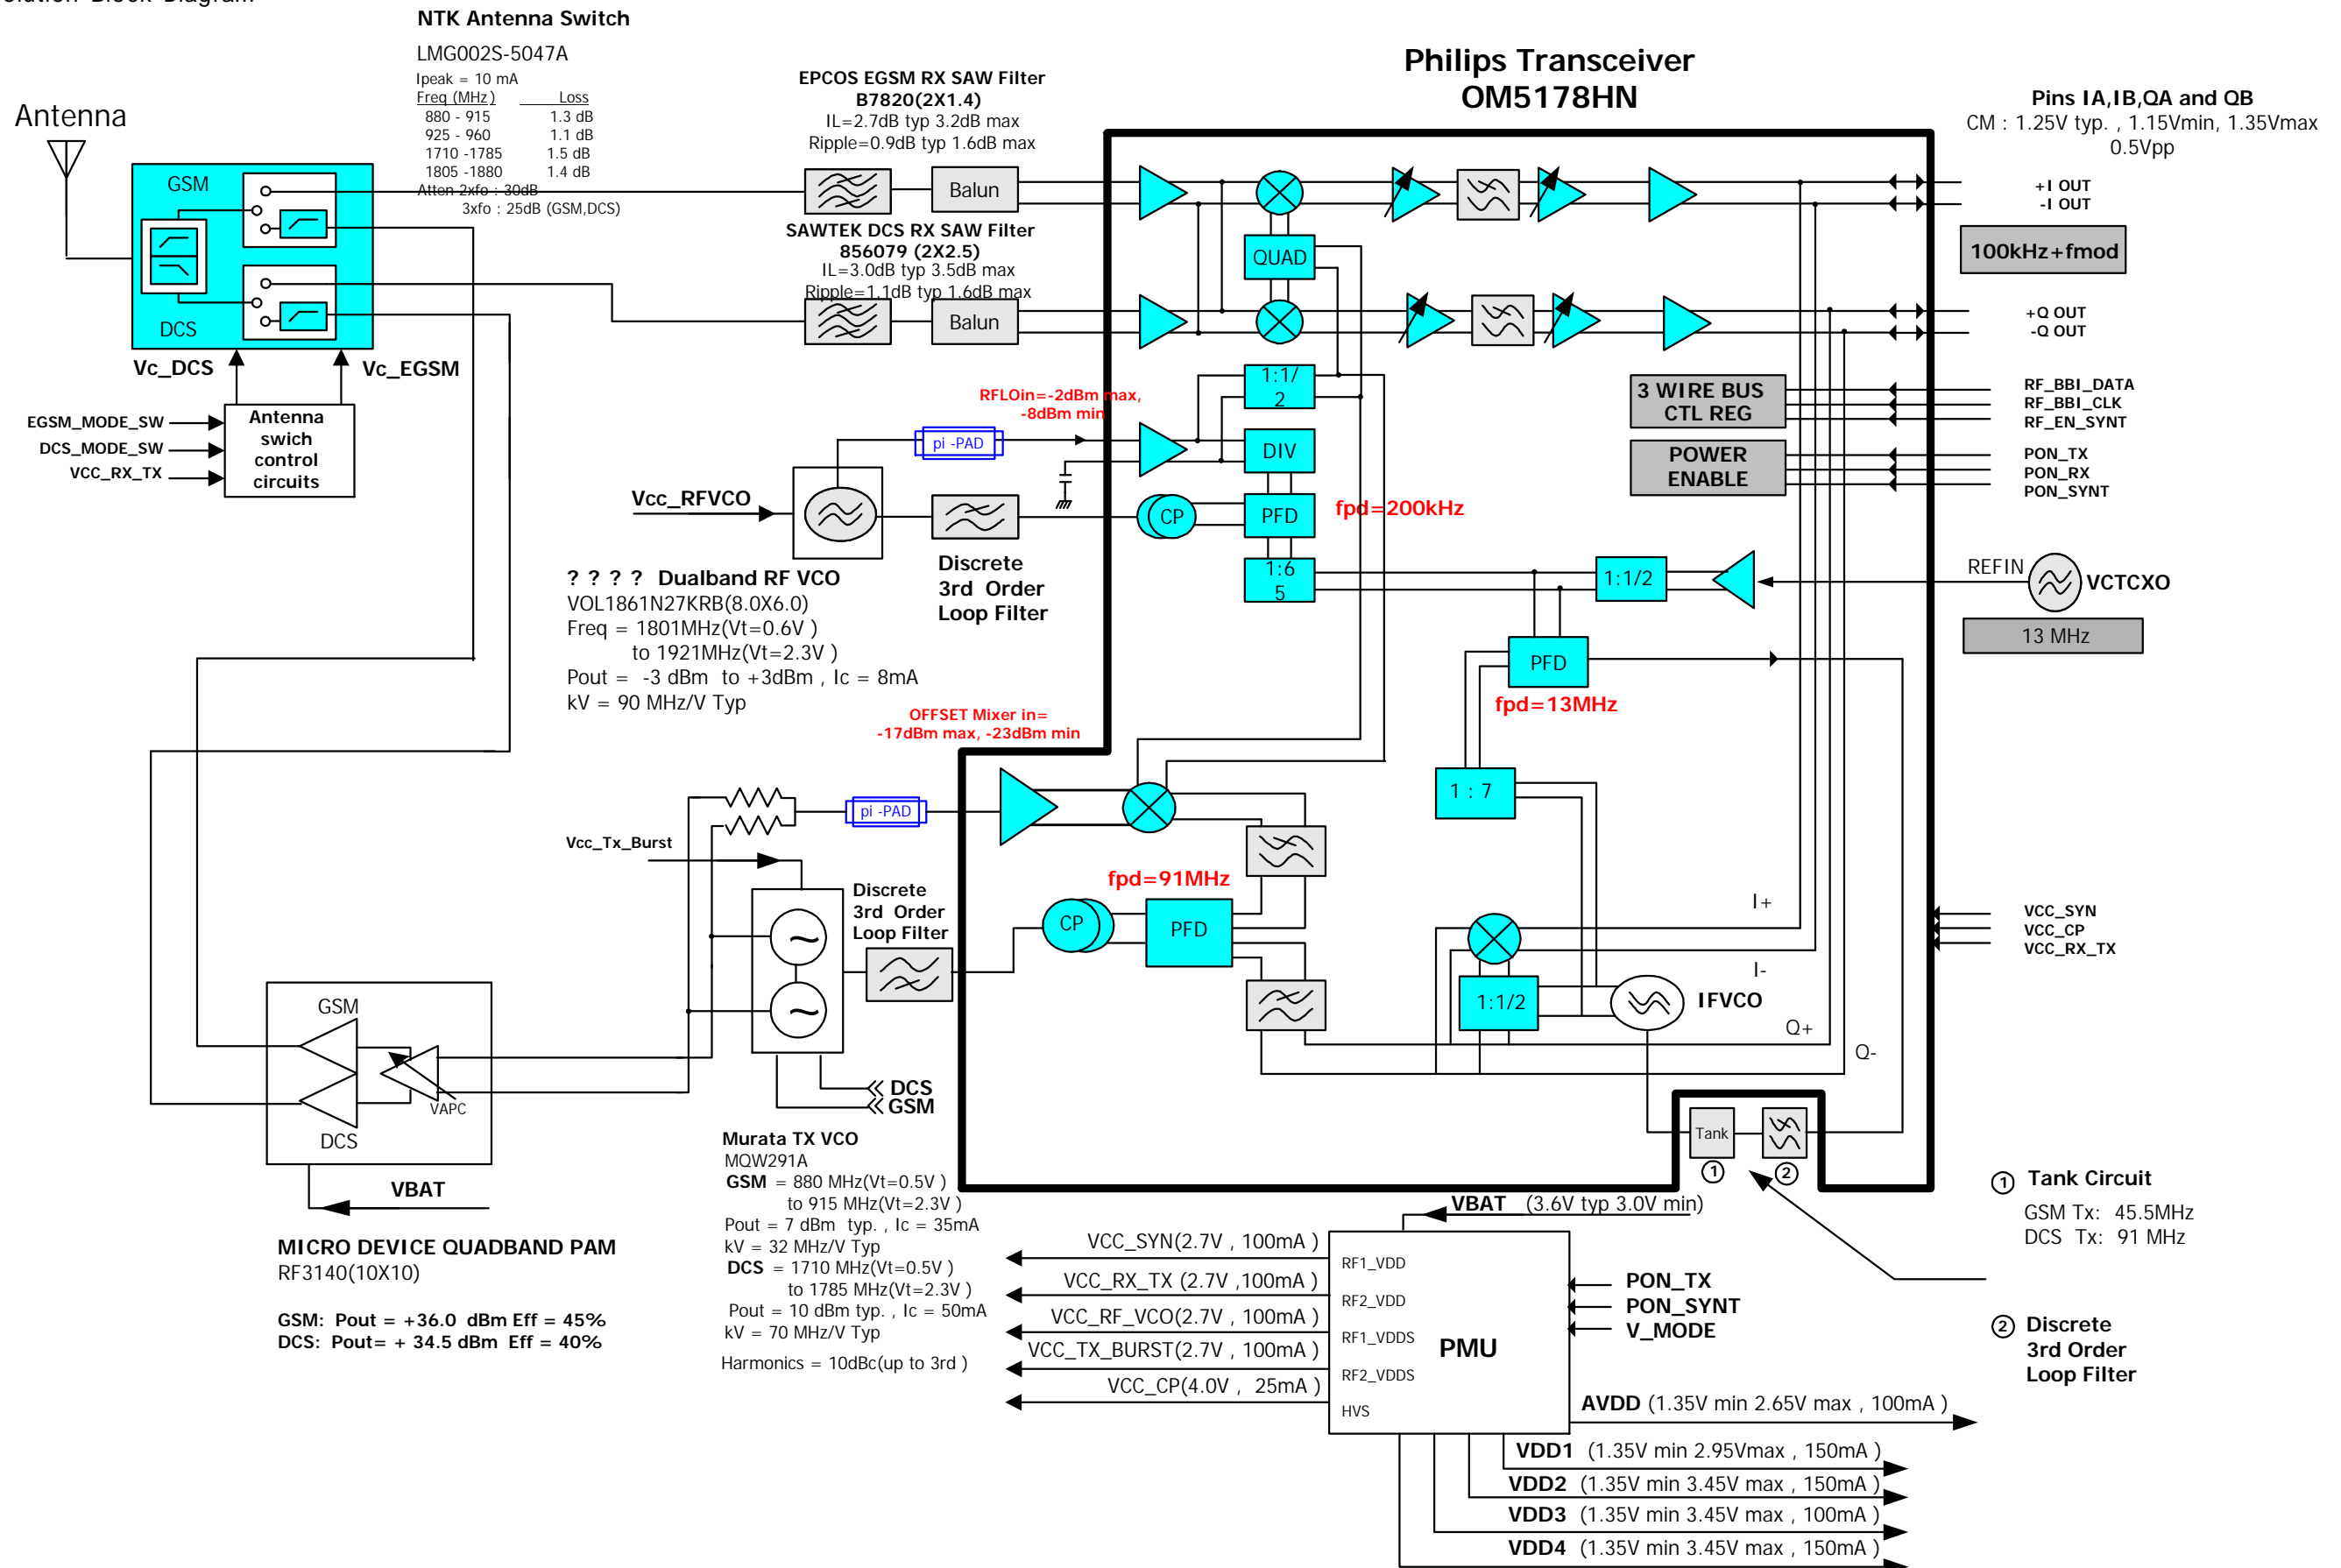 Block Diagram
NTK Antenna Switch
LMG002S-5047A
Ipeak = 10 mA
Freq (MHz) Loss
880 - 915 1.3 dB
925 - 960 1.1 dB
1710 -1785 1.5 dB
1805 -1880 1.4 dB
Atten 2xfo : 30dB
3xfo : 25dB (GSM,DCS)
Antenna
GSM
DCS
Vc_DCS
Vc_EGSM
EGSM_MODE_SW
DCS_MODE_SW
VCC_RX_TX
Antenna
swich
control
circuits
EPCOS EGSM RX SAW Filter
B7820(2X1.4)
IL=2.7dB typ 3.2dB max
Ripple=0.9dB typ 1.6dB max
Balun
SAWTEK DCS RX SAW Filter
856079 (2X2.5)
IL=3.0dB typ 3.5dB max
Ripple=1.1dB typ 1.6dB max
Balun
Philips Transceiver
OM5178HN
Pins IA,IB,QA and QB
CM : 1.25V typ. , 1.15Vmin, 1.35Vmax
0.5Vpp
+I OUT
-I OUT
100kHz+fmod
+Q OUT
-Q OUT
QUAD
1:1/
2
RFLOin=-2dBm max,
-8dBm min
pi -PAD
DIV
Vcc_RFVCO
CP
PFD
fpd=200kHz
1:6
5
3 WIRE BUS
CTL REG
RF_BBI_DATA
RF_BBI_CLK
RF_EN_SYNT
POWER
ENABLE
PON_TX
PON_RX
PON_SYNT
1:1/2
REFIN
VCTCXO
13 MHz
Discrete
3rd Order
Loop Filter
? ? ? ? Dualband RF VCO
VOL1861N27KRB(8.0X6.0)
Freq = 1801MHz(Vt=0.6V )
to 1921MHz(Vt=2.3V )
Pout = -3 dBm to +3dBm , Ic = 8mA
kV = 90 MHz/V Typ
PFD
fpd=13MHz
OFFSET Mixer in=
-17dBm max, -23dBm min
1 : 7
pi -PAD
Vcc_Tx_Burst
Discrete
3rd Order
Loop Filter
fpd=91MHz
CP
PFD
I+
I-
1:1/2
IFVCO
Q+
Q-
VCC_SYN
VCC_CP
VCC_RX_TX
GSM
DCS
VAPC
VBAT
DCS
GSM
MICRO DEVICE QUADBAND PAM
RF3140(10X10)
GSM: Pout = +36.0 dBm Eff = 45%
DCS: Pout= + 34.5 dBm Eff = 40%
Murata TX VCO
MQW291A
GSM = 880 MHz(Vt=0.5V )
to 915 MHz(Vt=2.3V )
Pout = 7 dBm typ. , Ic = 35mA
kV = 32 MHz/V Typ
DCS = 1710 MHz(Vt=0.5V )
to 1785 MHz(Vt=2.3V )
Pout = 10 dBm typ. , Ic = 50mA
kV = 70 MHz/V Typ
Harmonics = 10dBc(up to 3rd )
Tank
1
2
1 Tank Circuit
GSM Tx: 45.5MHz
DCS Tx: 91 MHz
2 Discrete
3rd Order
Loop Filter
VBAT (3.6V typ 3.0V min)
VCC_SYN(2.7V , 100mA )
VCC_RX_TX (2.7V ,100mA )
VCC_RF_VCO(2.7V , 100mA )
VCC_TX_BURST(2.7V , 100mA )
VCC_CP(4.0V , 25mA )
RF1_VDD
RF2_VDD
RF1_VDDS
RF2_VDDS
HVS
PMU
PON_TX
PON_SYNT
V_MODE
AVDD (1.35V min 2.65V max , 100mA )
VDD1 (1.35V min 2.95Vmax , 150mA )
VDD2 (1.35V min 3.45V max , 150mA )
VDD3 (1.35V min 3.45V max , 100mA )
VDD4 (1.35V min 3.45V max , 150mA )